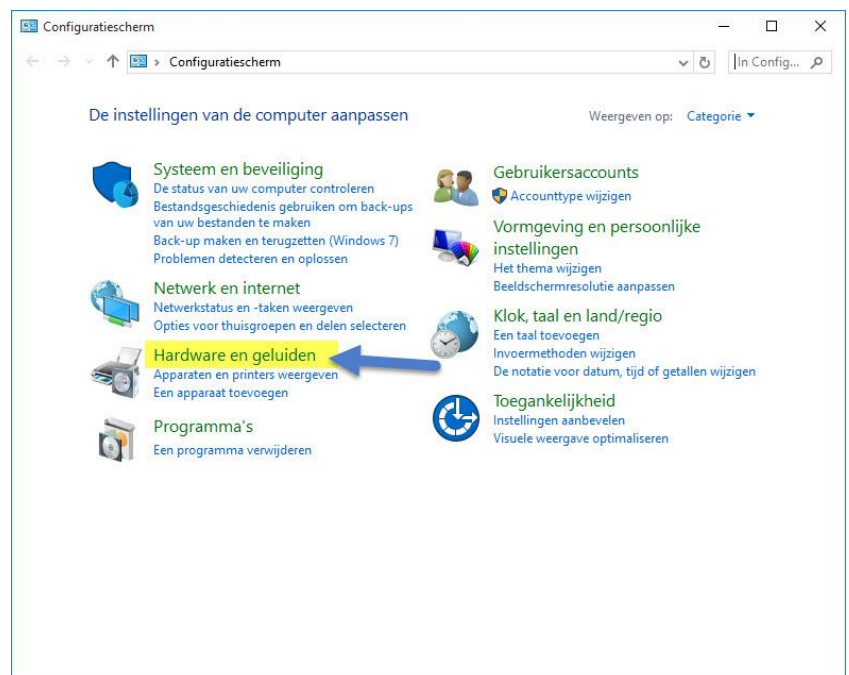 Configuratiescherm
Configuratiescherm
In Config...
De instellingen van de computer aanpassen
Weergeven op: Categorie
Systeem en beveiliging
De status van uw computer controleren
Bestandsgeschiedenis gebruiken om back-ups
van uw bestanden te maken
Back-up maken en terugzetten (Windows 7)
Problemen detecteren en oplossen
Netwerk en internet
Netwerkstatus en -taken weergeven
Opties voor thuisgroepen en delen selecteren
Hardware en geluiden
Apparaten en printers weergeven
Een apparaat toevoegen
Programma's
Een programma verwijderen
Gebruikersaccounts
Accounttype wijzigen
Vormgeving en persoonlijke
instellingen
Het thema wijzigen
Beeldschermresolutie aanpassen
Klok, taal en land/regio
Een taal toevoegen
Invoermethoden wijzigen
De notatie voor datum, tijd of getallen wijzigen
Toegankelijkheid
Instellingen aanbevelen
Visuele weergave optimaliseren